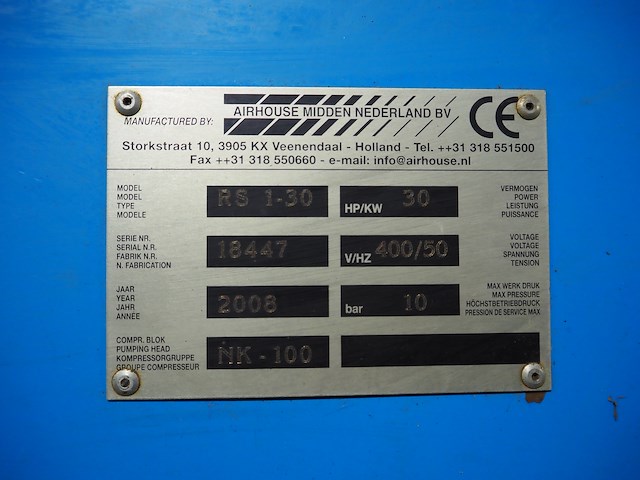 MANUFACTURED BY: AIRHOUSE MIDDEN NEDERLAND BV CE
Storkstraat 10, 3905 KX Veenendaal - Holland - Tel. ++31 318 551500
Fax ++31 318 550660 - e-mail: info@airhouse.nl
MODEL
MODEL
TYPE
MODELE
RS 1-30
HP/KW 30
VERMOGEN
POWER
LEISTUNG
PUISSANCE
SERIE NR.
SERIAL N.R.
FABRIK N.R.
N. FABRICATION
18447
V/HZ 400/50
VOLTAGE
VOLTAGE
SPANNUNG
TENSION
JAAR
YEAR
JAHR
ANNEE
2008
bar 10
MAX WERK DRUK
MAX PRESSURE
HÖCHSTBETRIEBDRUCK
PRESSION DE SERVICE MAX.
COMPR. BLOK
PUMPING HEAD
KOMPRESSORGRUPPE
GROUPE COMPRESEUR
NK-100